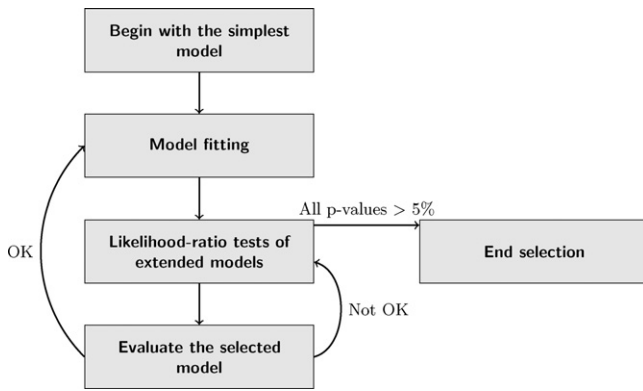 Begin with the simplest
model
Model fitting
All p-values > 5%
Likelihood-ratio tests of
extended models
End selection
OK
Not OK
Evaluate the selected
model